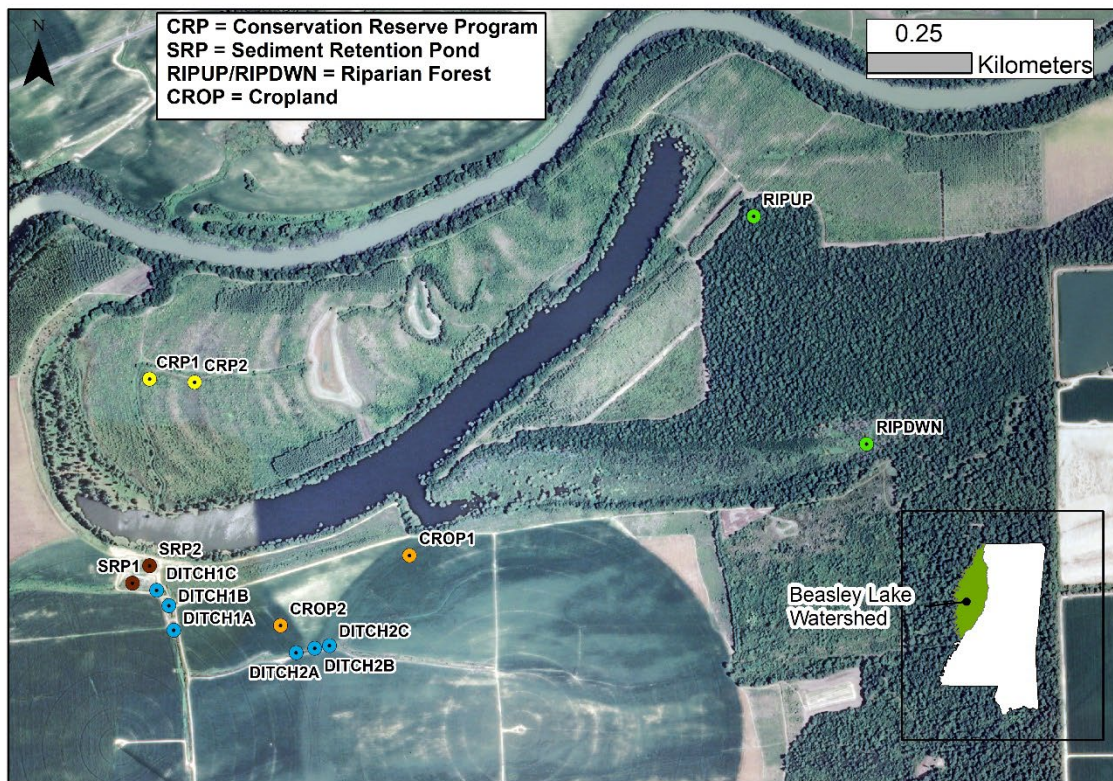 N
CRP = Conservation Reserve Program
SRP = Sediment Retention Pond
RIPUP/RIPDWN = Riparian Forest
CROP = Cropland
0.25
Kilometers
RIPUP
CRP1
CRP2
RIPDWN
CROP1
SRP2
SRP1
DITCH1C
DITCH1B
DITCH1A
CROP2
DITCH2C
DITCH2B
DITCH2A
Beasley Lake
Watershed